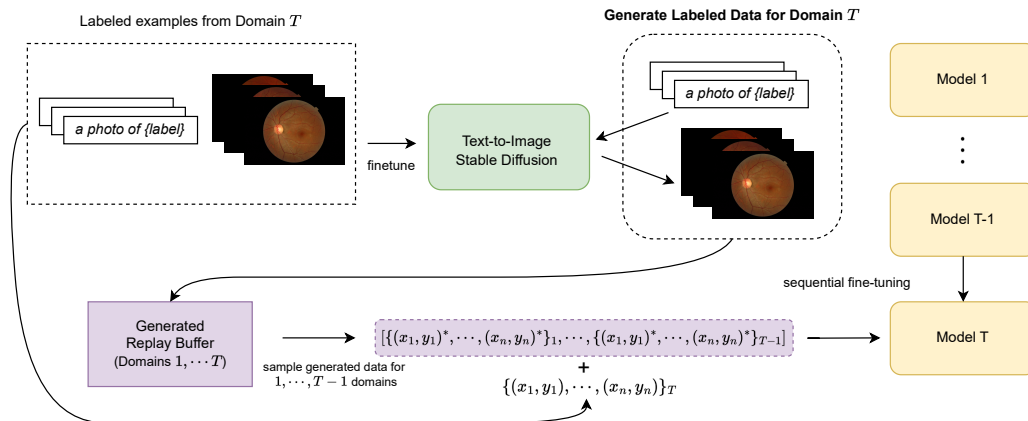 Labeled examples from Domain T
a photo of {label}
finetune
Text-to-Image
Stable Diffusion
Generate Labeled Data for Domain T
a photo of {label}
Model 1
⋮
Model T-1
sequential fine-tuning
Model T
Generated
Replay Buffer
(Domains 1, ⋯ T)
sample generated data for
1, ⋯, T − 1 domains
[{(x₁, y₁)*, ⋯, (xₙ, yₙ)*}₁, ⋯, {(x₁, y₁)*, ⋯, (xₙ, yₙ)*}_{T−1}]
+
{(x₁, y₁), ⋯, (xₙ, yₙ)}_T